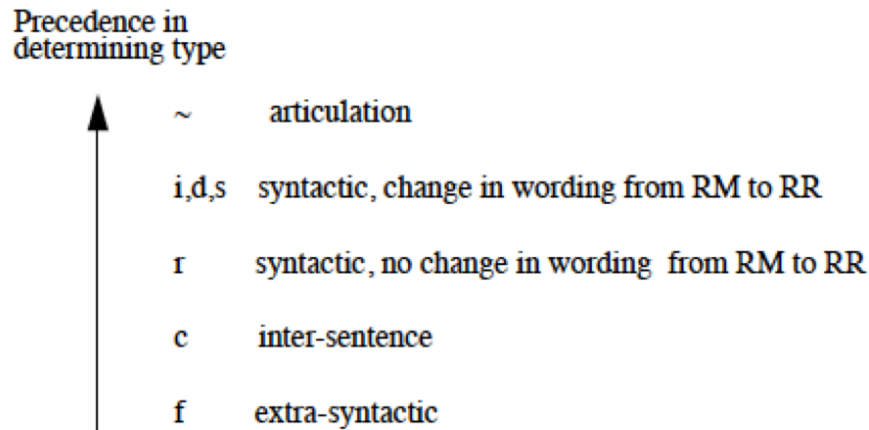 Precedence in
determining type
~ articulation
i,d,s syntactic, change in wording from RM to RR
r syntactic, no change in wording from RM to RR
c inter-sentence
f extra-syntactic